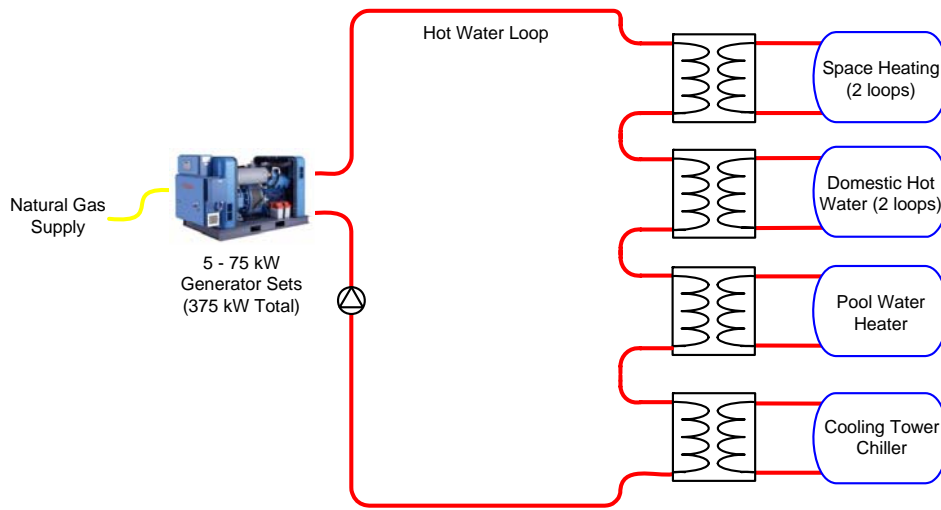 Hot Water Loop
Space Heating
(2 loops)
Domestic Hot
Water (2 loops)
Natural Gas
Supply
5 - 75 kW
Generator Sets
(375 kW Total)
Pool Water
Heater
Cooling Tower
Chiller